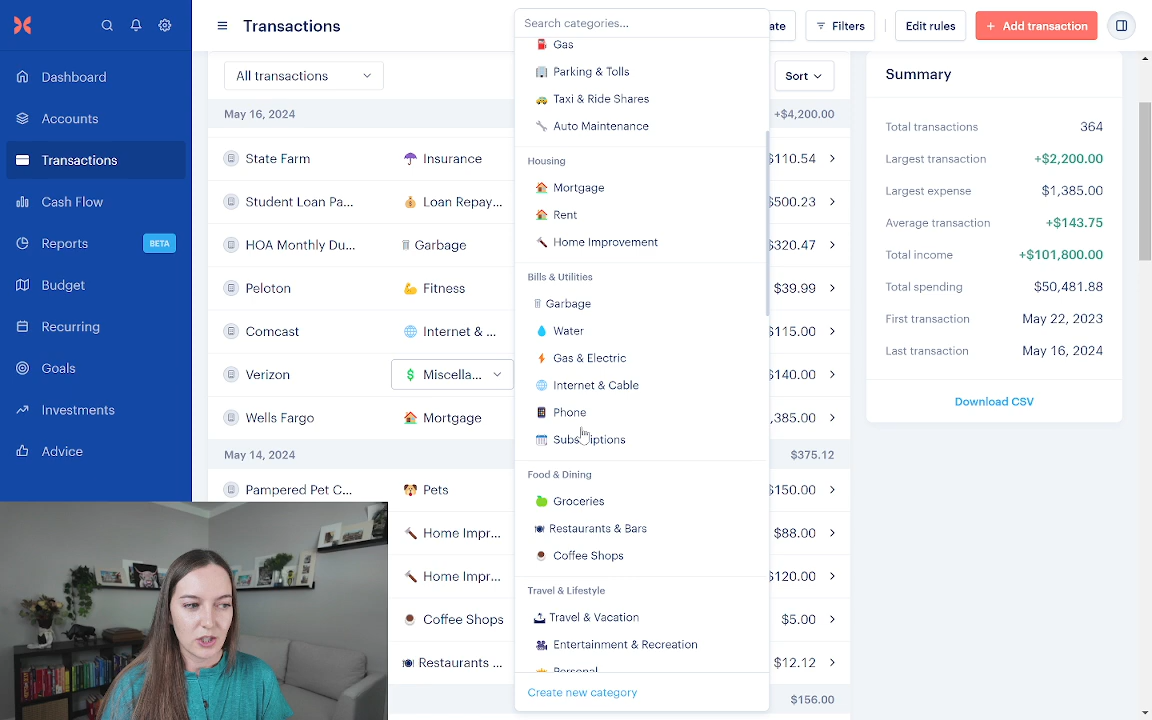 Transactions
Search categories...
Filters
Edit rules
+ Add transaction
Dashboard
Accounts
Transactions
Cash Flow
Reports
BETA
Budget
Recurring
Goals
Investments
Advice
All transactions
Sort
May 16, 2024
+$4,200.00
State Farm
Insurance
$110.54
Student Loan Pa...
Loan Repay...
$500.23
HOA Monthly Du...
Garbage
$320.47
Peloton
Fitness
$39.99
Comcast
Internet & ...
$115.00
Verizon
Miscella...
$140.00
Wells Fargo
Mortgage
,385.00
May 14, 2024
$375.12
Pampered Pet C...
Pets
$150.00
Home Impr...
$88.00
Home Impr...
$120.00
Coffee Shops
$5.00
Restaurants ...
$12.12
$156.00
Gas
Parking & Tolls
Taxi & Ride Shares
Auto Maintenance
Housing
Mortgage
Rent
Home Improvement
Bills & Utilities
Garbage
Water
Gas & Electric
Internet & Cable
Phone
Subscriptions
Food & Dining
Groceries
Restaurants & Bars
Coffee Shops
Travel & Lifestyle
Travel & Vacation
Entertainment & Recreation
Personal
Create new category
Summary
Total transactions 364
Largest transaction +$2,200.00
Largest expense $1,385.00
Average transaction +$143.75
Total income +$101,800.00
Total spending $50,481.88
First transaction May 22, 2023
Last transaction May 16, 2024
Download CSV